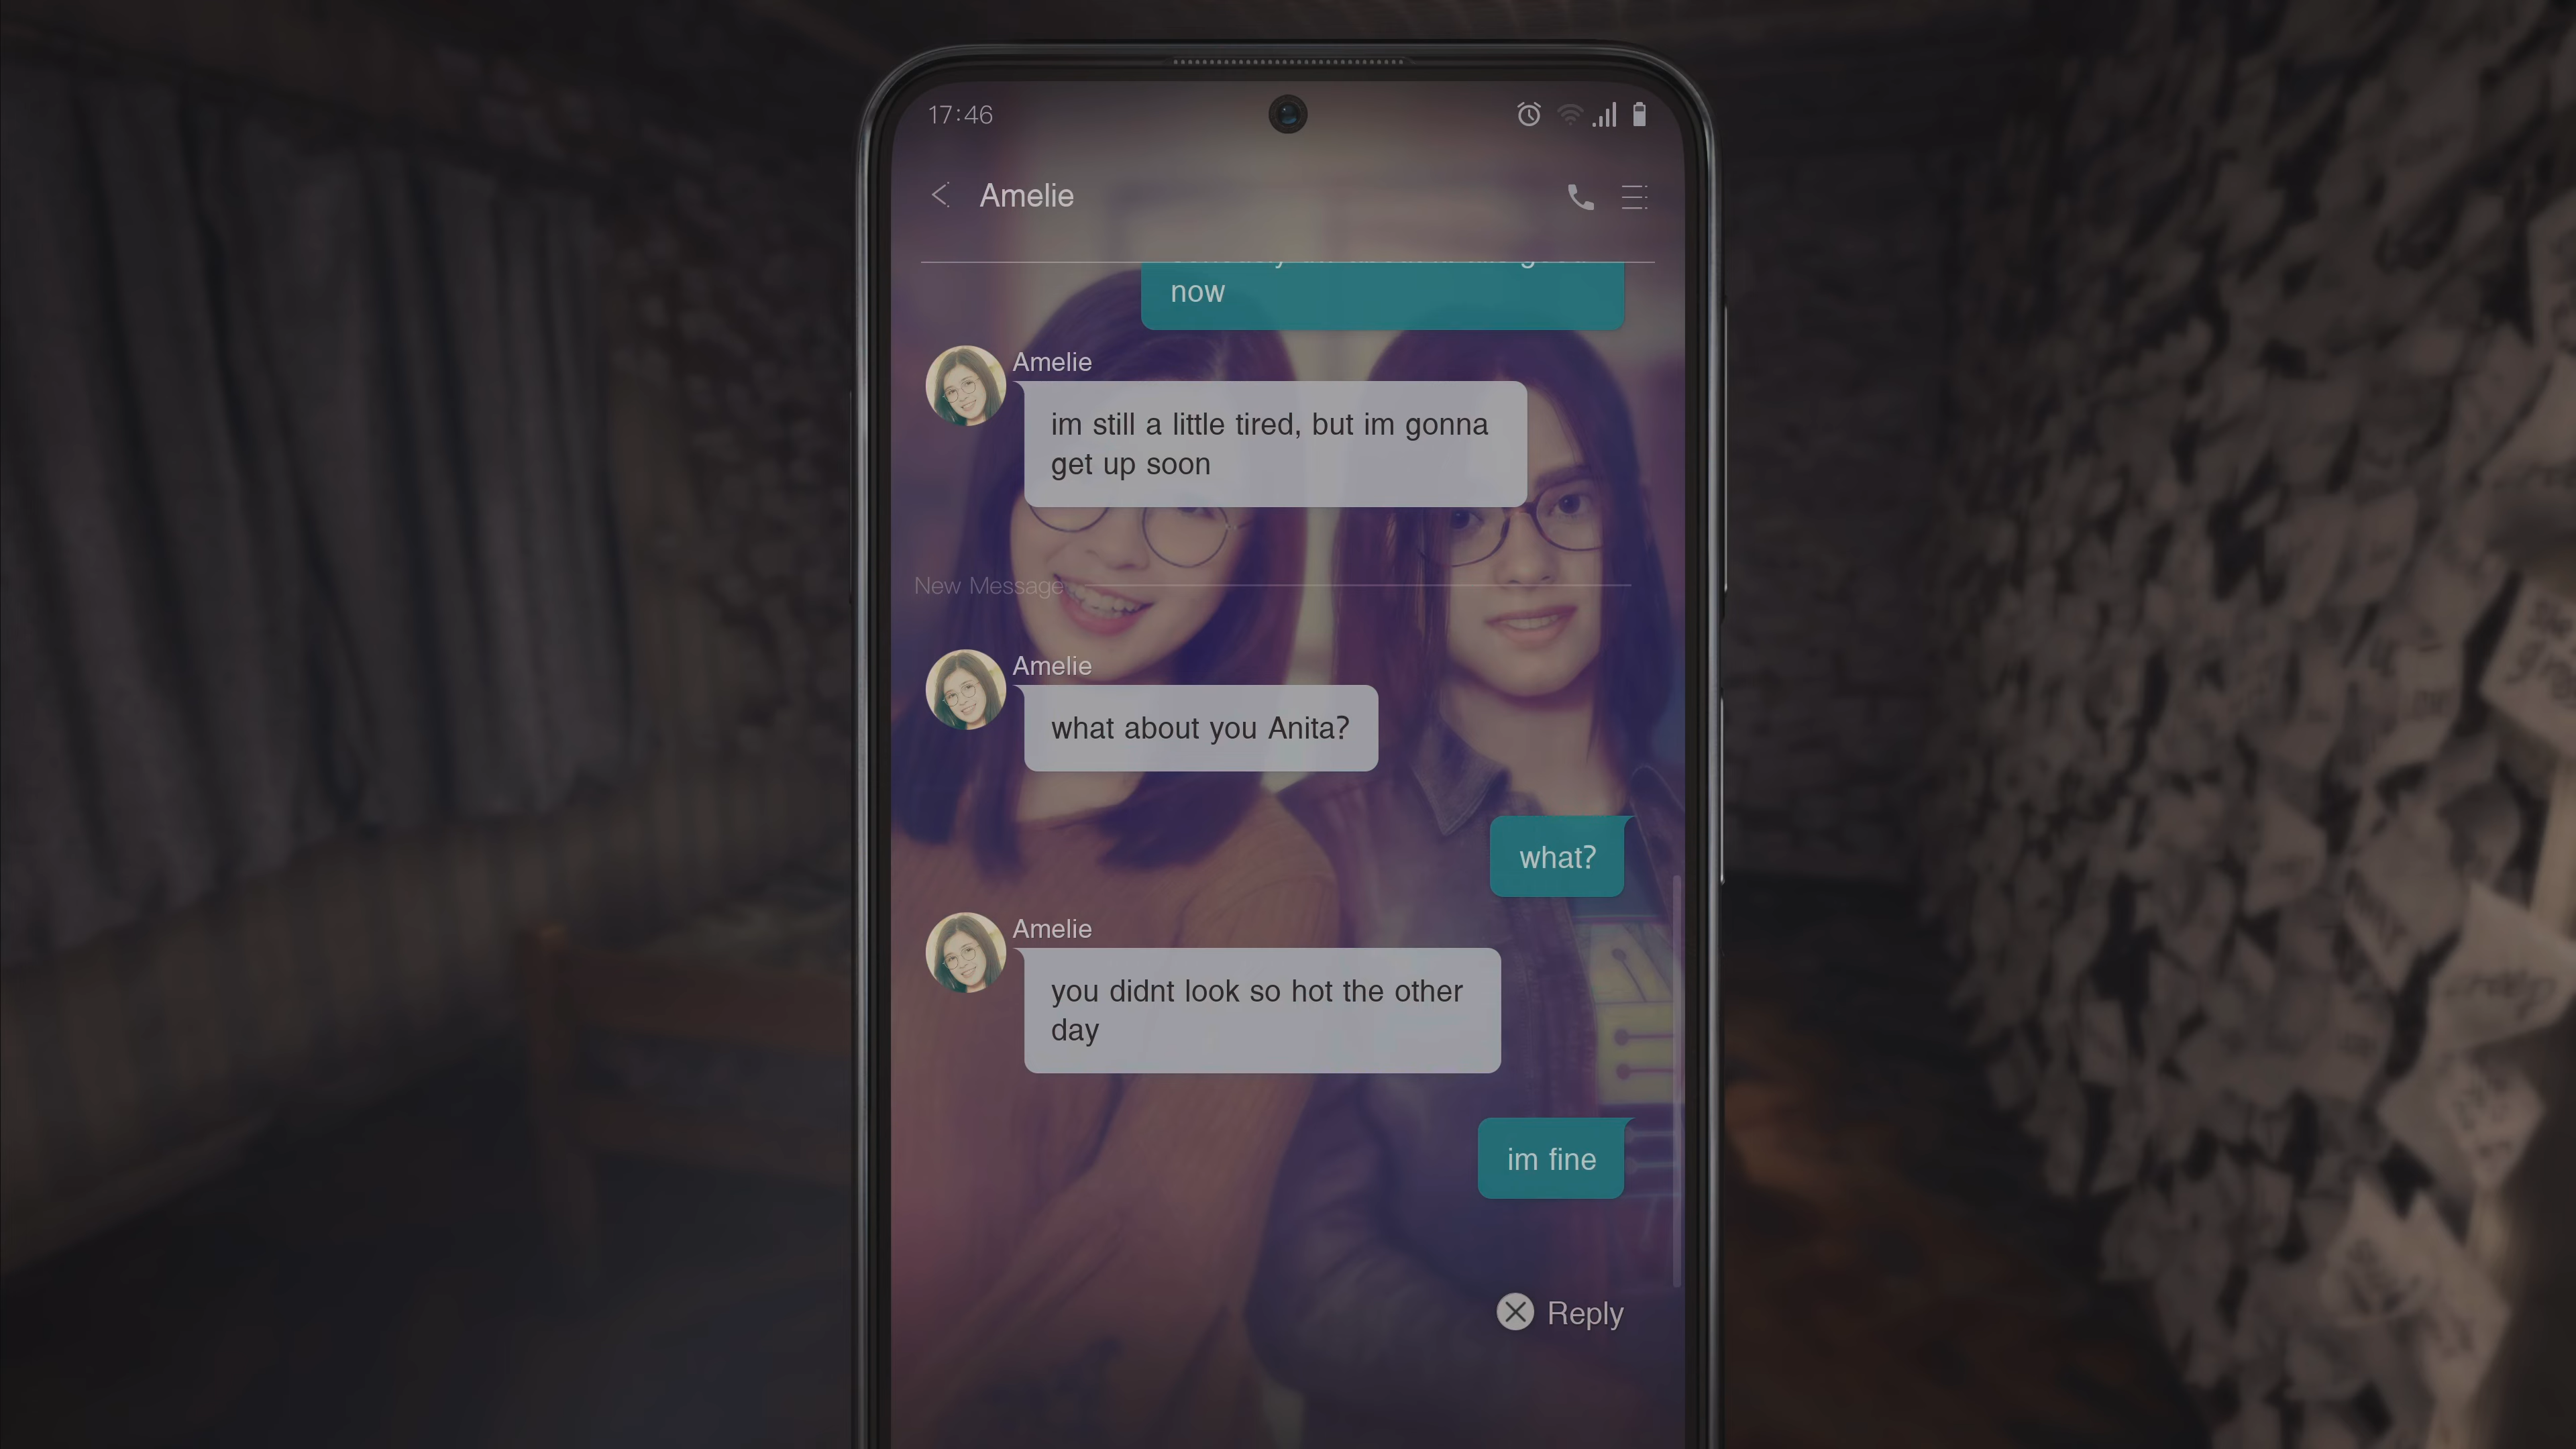 17:46
Amelie
now
Amelie
im still a little tired, but im gonna
get up soon
New Message
Amelie
what about you Anita?
what?
Amelie
you didnt look so hot the other
day
im fine
Reply